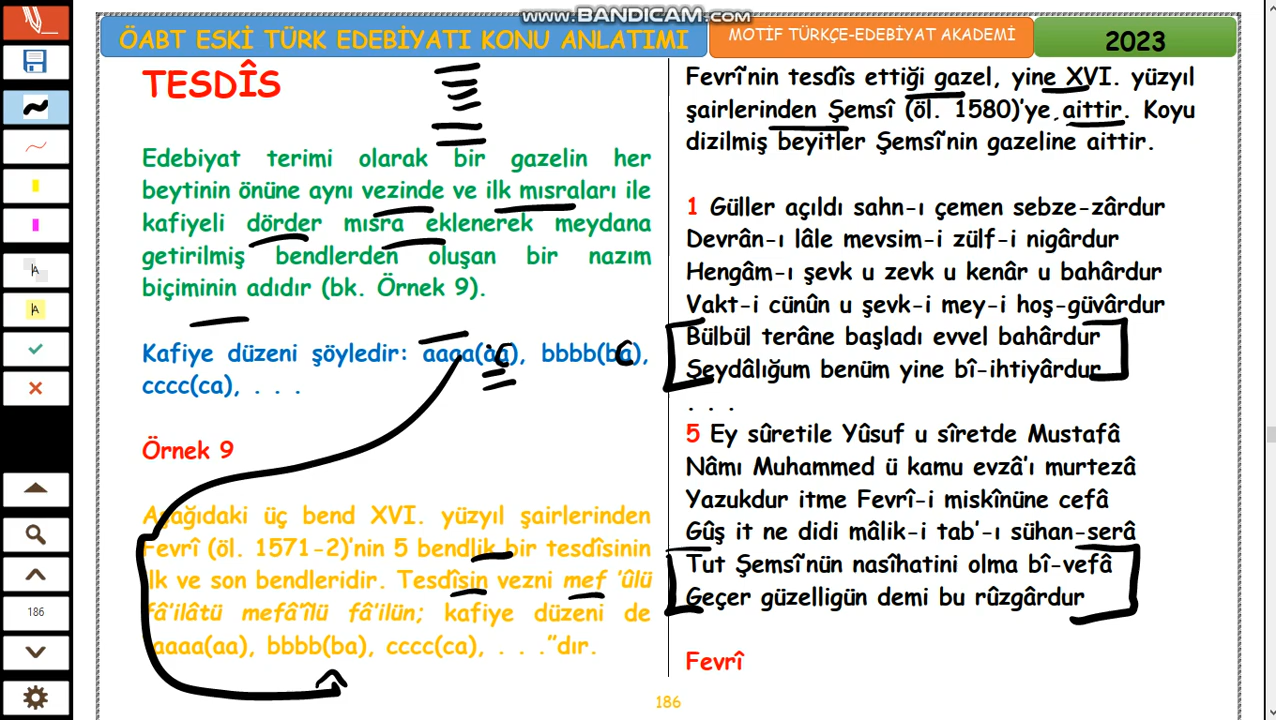 www.BANDICAM.com
ÖABT ESKİ TÜRK EDEBİYATI KONU ANLATIMI
MOTİF TÜRKÇE-EDEBİYAT AKADEMİ
2023
TESDÎS
Edebiyat terimi olarak bir gazelin her
beytinin önüne aynı vezinde ve ilk mısraları ile
kafiyeli dörder mısra eklenerek meydana
getirilmiş bendlerden oluşan bir nazım
biçiminin adıdır (bk. Örnek 9).
Kafiye düzeni şöyledir: aaaa(aa), bbbb(ba),
cccc(ca), . . .
Örnek 9
Aşağıdaki üç bend XVI. yüzyıl şairlerinden
Fevrî (öl. 1571-2)'nin 5 bendlik bir tesdîsinin
ilk ve son bendleridir. Tesdîsin vezni mef 'ûlü
fâ'ilâtü mefâ'îlü fâ'ilün; kafiye düzeni de
aaaa(aa), bbbb(ba), cccc(ca), . . ."dır.
Fevrî'nin tesdîs ettiği gazel, yine XVI. yüzyıl
şairlerinden Şemsî (öl. 1580)'ye aittir. Koyu
dizilmiş beyitler Şemsî'nin gazeline aittir.
1 Güller açıldı sahn-ı çemen sebze-zârdur
Devrân-ı lâle mevsim-i zülf-i nigârdur
Hengâm-ı şevk u zevk u kenâr u bahârdur
Vakt-i cünûn u şevk-i mey-i hoş-güvârdur
Bülbül terâne başladı evvel bahârdur
Şeydâlığum benüm yine bî-ihtiyârdur
. . .
5 Ey sûretile Yûsuf u sîretde Mustafâ
Nâmı Muhammed ü kamu evzâ'ı murtezâ
Yazukdur itme Fevrî-i miskînüne cefâ
Gûş it ne didi mâlik-i tab'-ı sühan-serâ
Tut Şemsî'nün nasîhatini olma bî-vefâ
Geçer güzelligün demi bu rûzgârdur
Fevrî
186
186